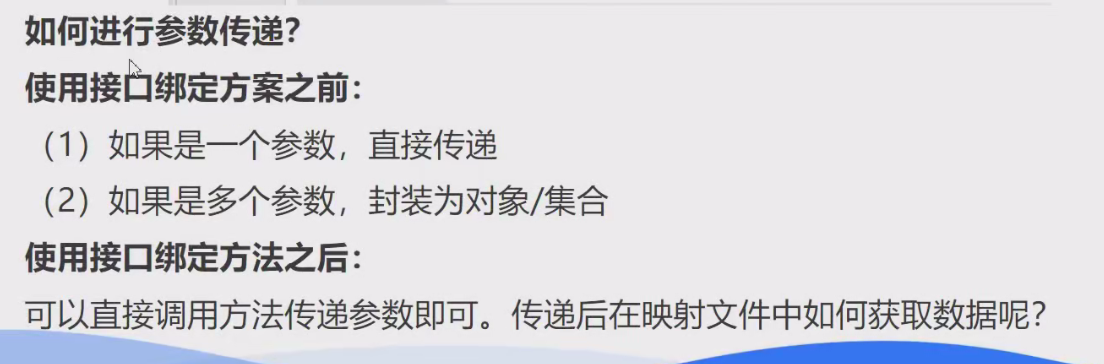 如何进行参数传递？
使用接口绑定方案之前：
（1）如果是一个参数，直接传递
（2）如果是多个参数，封装为对象/集合
使用接口绑定方法之后：
可以直接调用方法传递参数即可。传递后在映射文件中如何获取数据呢？